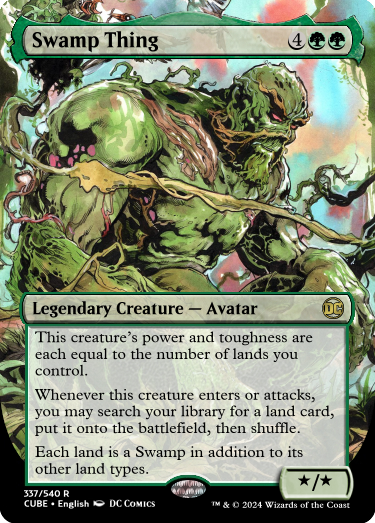 Swamp Thing 4
Legendary Creature — Avatar DC
This creature's power and toughness are
each equal to the number of lands you
control.
Whenever this creature enters or attacks,
you may search your library for a land card,
put it onto the battlefield, then shuffle.
Each land is a Swamp in addition to its
other land types.
★/★
337/540 R
CUBE • English DC COMICS
™ & © 2024 Wizards of the Coast